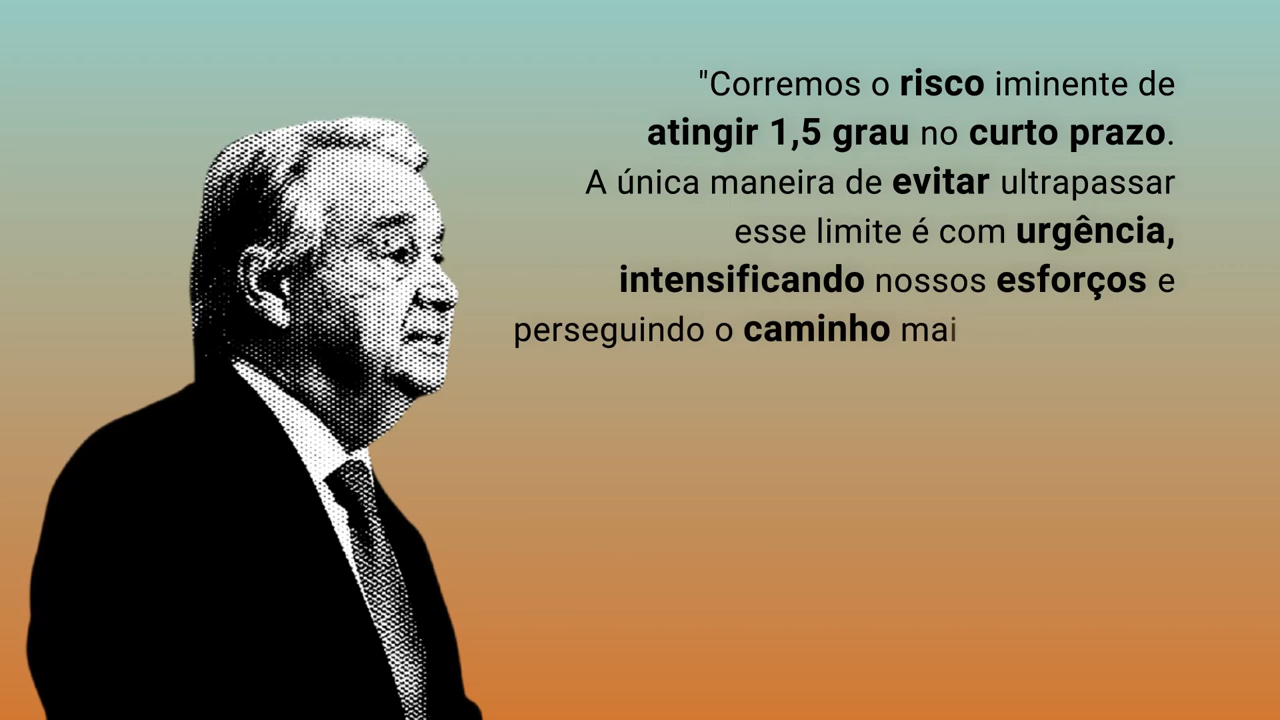 "Corremos o risco iminente de
atingir 1,5 grau no curto prazo.
A única maneira de evitar ultrapassar
esse limite é com urgência,
intensificando nossos esforços e
perseguindo o caminho mai